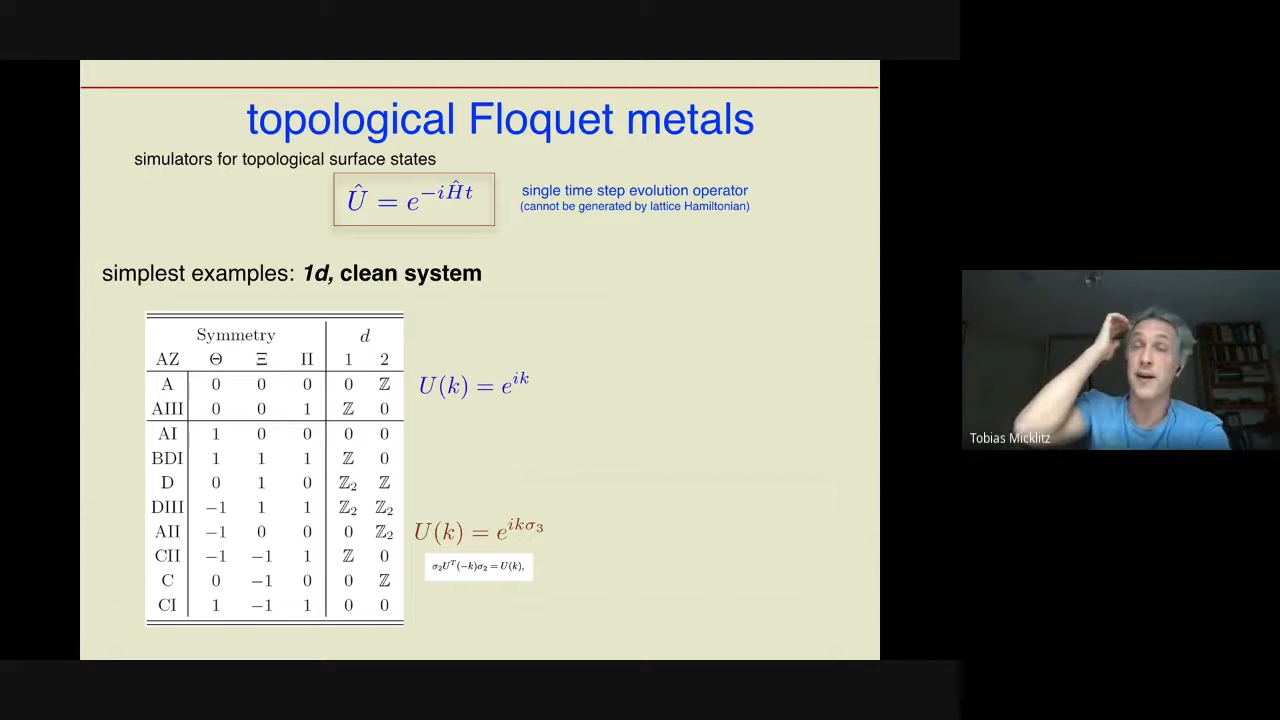 topological Floquet metals
simulators for topological surface states
Û = e^{-iĤt}
single time step evolution operator
(cannot be generated by lattice Hamiltonian)
simplest examples: 1d, clean system
Symmetry d
AZ Θ Ξ Π 1 2
A 0 0 0 0 ℤ
AIII 0 0 1 ℤ 0
AI 1 0 0 0 0
BDI 1 1 1 ℤ 0
D 0 1 0 ℤ₂ ℤ
DIII −1 1 1 ℤ₂ ℤ₂
AII −1 0 0 0 ℤ₂
CII −1 −1 1 ℤ 0
C 0 −1 0 0 ℤ
CI 1 −1 1 0 0
U(k) = e^{ik}
U(k) = e^{ikσ₃}
σ₂U^T(−k)σ₂ = U(k),
Tobias Micklitz